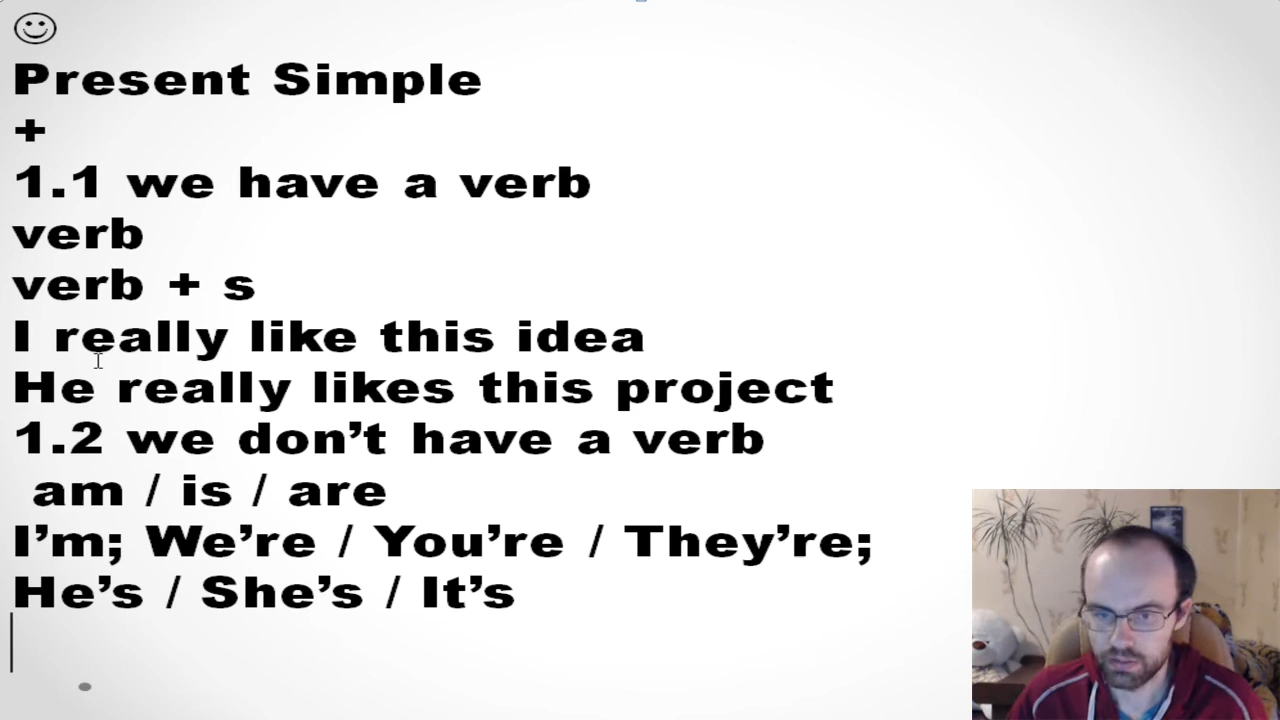 Present Simple
+
1.1 we have a verb
verb
verb + s
I really like this idea
He really likes this project
1.2 we don’t have a verb
am / is / are
I’m; We’re / You’re / They’re;
He’s / She’s / It’s